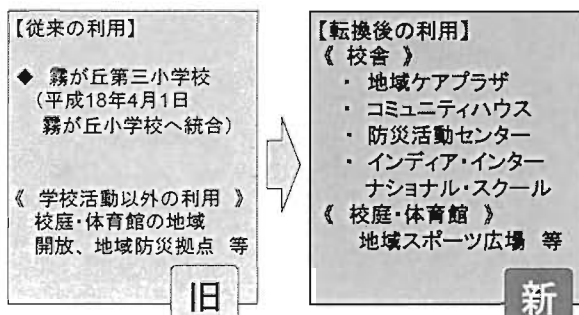 【従来の利用】
◆ 霧が丘第三小学校
(平成18年4月1日
霧が丘小学校へ統合)
《 学校活動以外の利用 》
校庭・体育館の地域
開放、地域防災拠点 等
旧
【転換後の利用】
《 校舎 》
・ 地域ケアプラザ
・ コミュニティハウス
・ 防災活動センター
・ インディア・インター
ナショナル・スクール
《 校庭・体育館 》
地域スポーツ広場 等
新